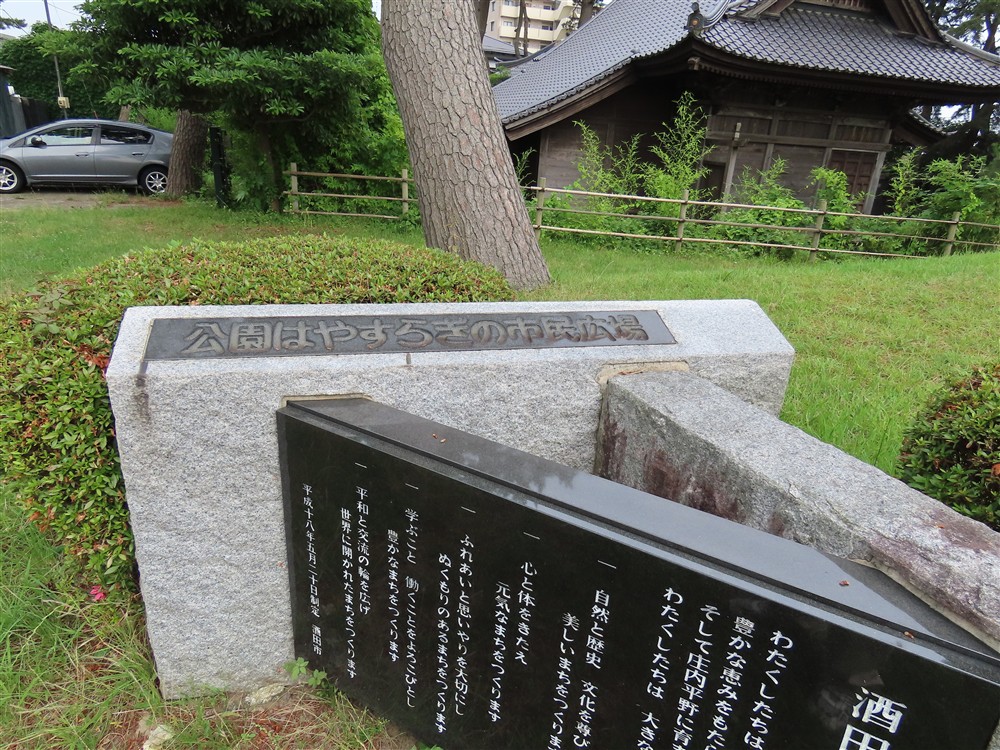 公園はやすらぎの市民広場
酒田
わたくしたちは
豊かな恵みをもた
そして庄内平野に育ま
わたくしたちは 大きな
一 自然と歴史 文化を尊び
美しいまちをつくりま
一 心と体をきたえ
元気なまちをつくります
一 ふれあいと思いやりを大切にし
ぬくもりのあるまちをつくります
一 学ぶこと 働くことをよろこびとし
豊かなまちをつくります
一 平和と交流の輪を広げ
世界に開かれたまちをつくります
平成十八年五月二十日制定 酒田市